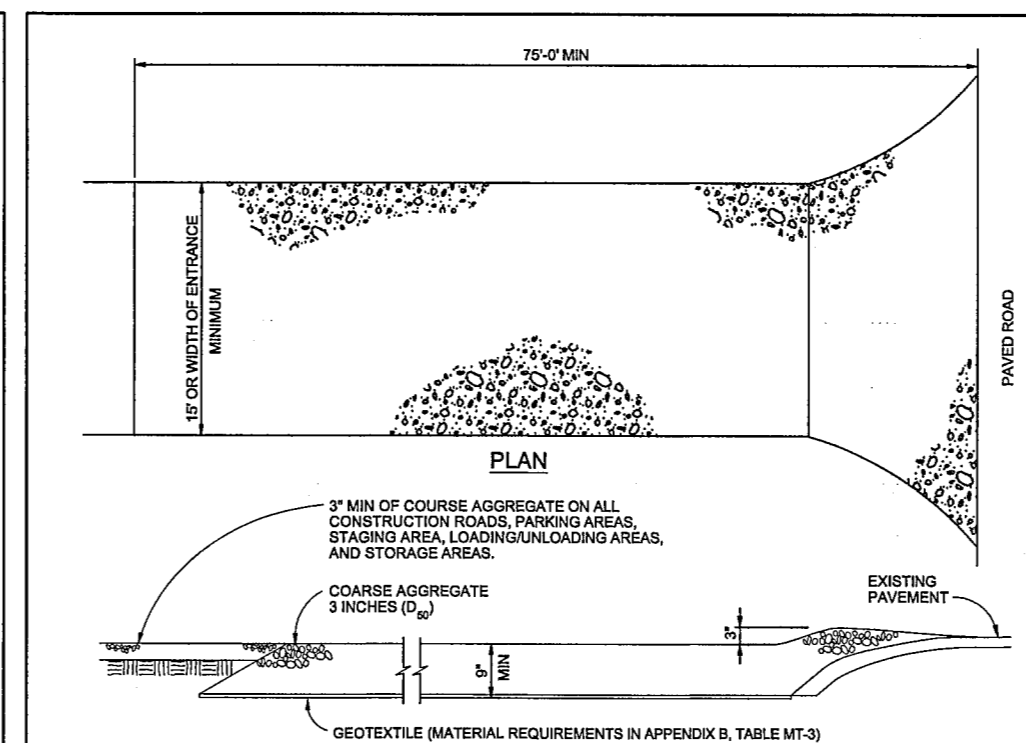 75'-0' MIN
15' OR WIDTH OF ENTRANCE
MINIMUM
PAVED ROAD
PLAN
3" MIN OF COURSE AGGREGATE ON ALL
CONSTRUCTION ROADS, PARKING AREAS,
STAGING AREA, LOADING/UNLOADING AREAS,
AND STORAGE AREAS.
COARSE AGGREGATE
3 INCHES (D50)
EXISTING
PAVEMENT
3"
9"
MIN
GEOTEXTILE (MATERIAL REQUIREMENTS IN APPENDIX B, TABLE MT-3)